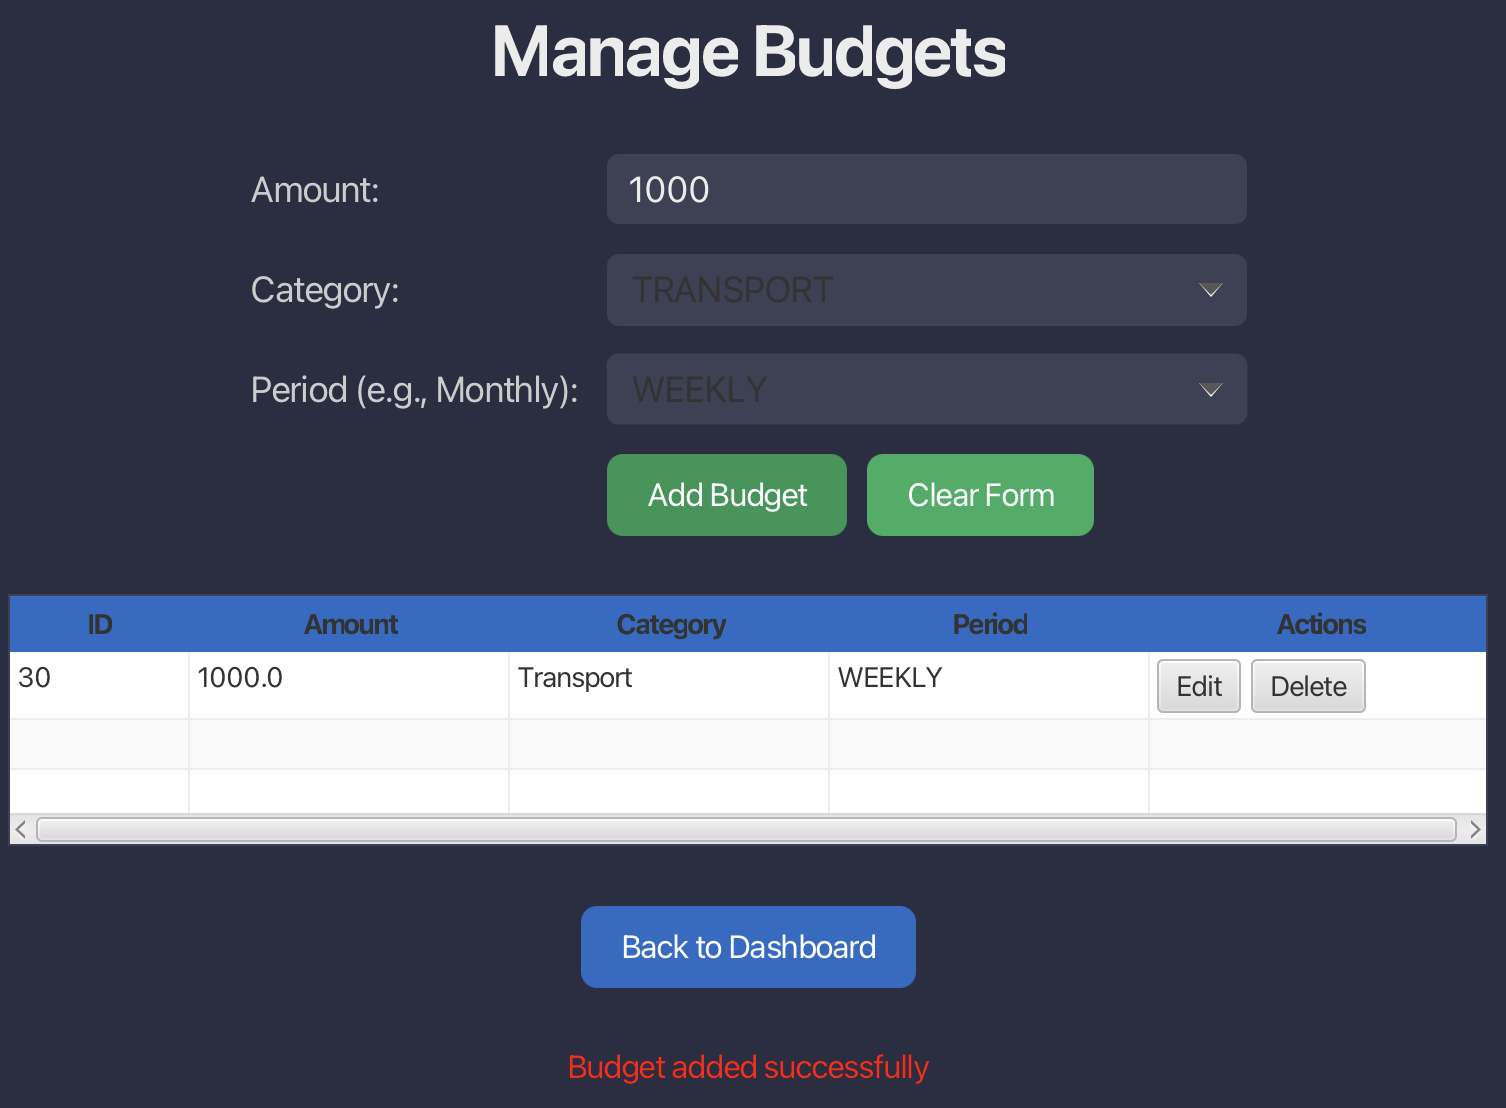 Manage Budgets
Amount: 1000
Category: TRANSPORT
Period (e.g., Monthly): WEEKLY
Add Budget Clear Form
ID Amount Category Period Actions
30 1000.0 Transport WEEKLY Edit Delete
Back to Dashboard
Budget added successfully